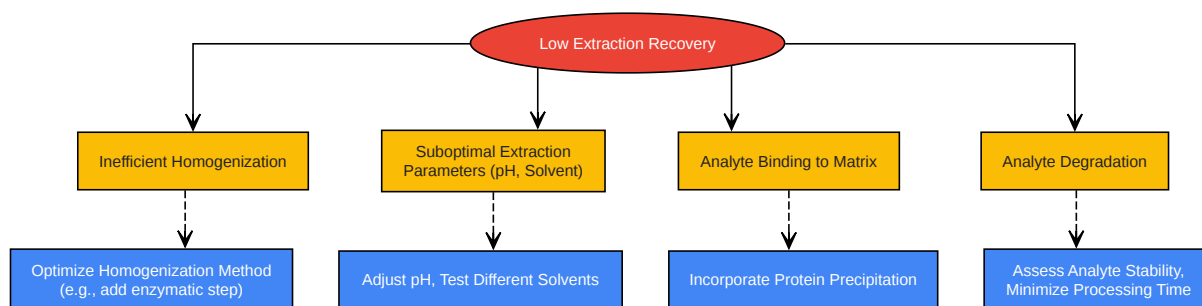 Low Extraction Recovery
Inefficient Homogenization
Suboptimal Extraction
Parameters (pH, Solvent)
Analyte Binding to Matrix
Analyte Degradation
Optimize Homogenization Method
(e.g., add enzymatic step)
Adjust pH, Test Different Solvents
Incorporate Protein Precipitation
Assess Analyte Stability,
Minimize Processing Time